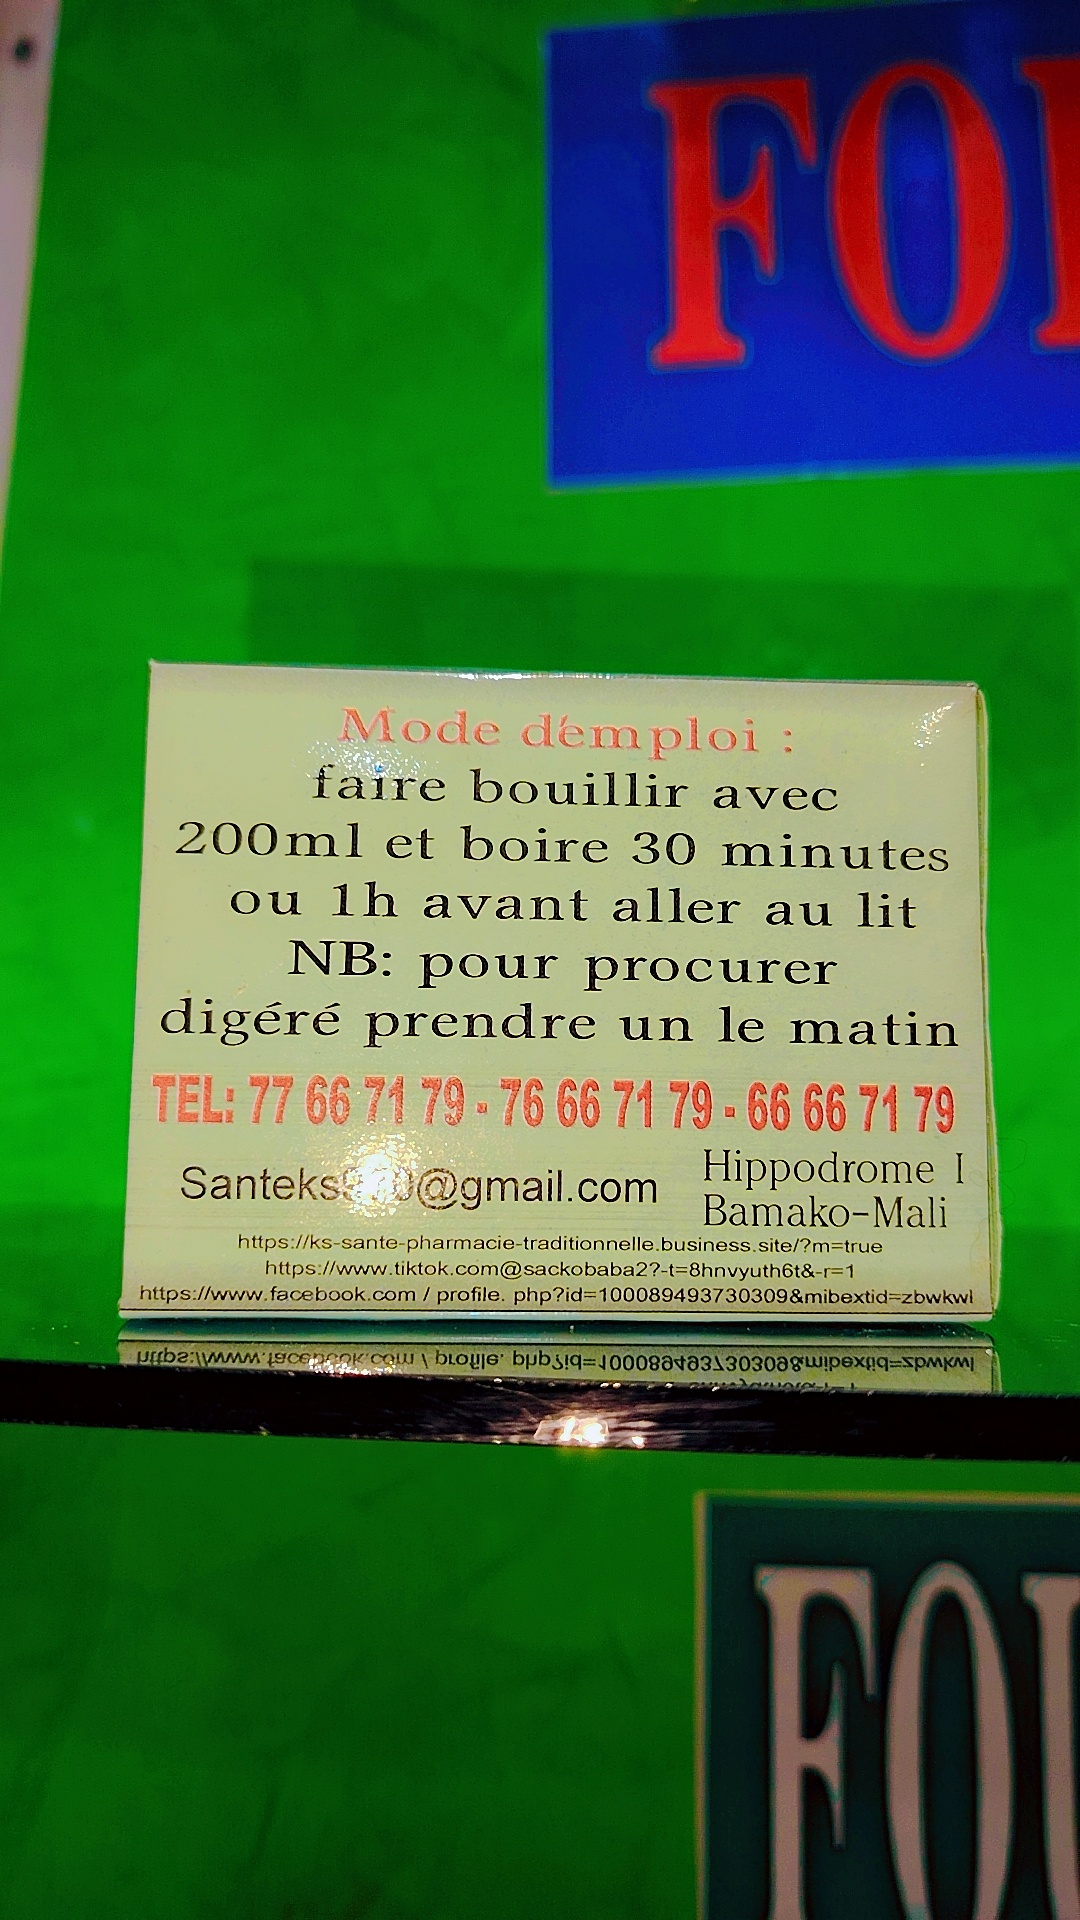 FO
Mode d'emploi :
faire bouillir avec
200ml et boire 30 minutes
ou 1h avant aller au lit
NB: pour procurer
digéré prendre un le matin
TEL: 77 66 71 79 - 76 66 71 79 - 66 66 71 79
Hippodrome I
Bamako-Mali
https://ks-sante-pharmacie-traditionnelle.business.site/?m=true
https://www.tiktok.com@sackobaba2?-t=8hnvyuth6t&-r=1
https://www.facebook.com / profile. php?id=100089493730309&mibextid=zbwkwl
FO